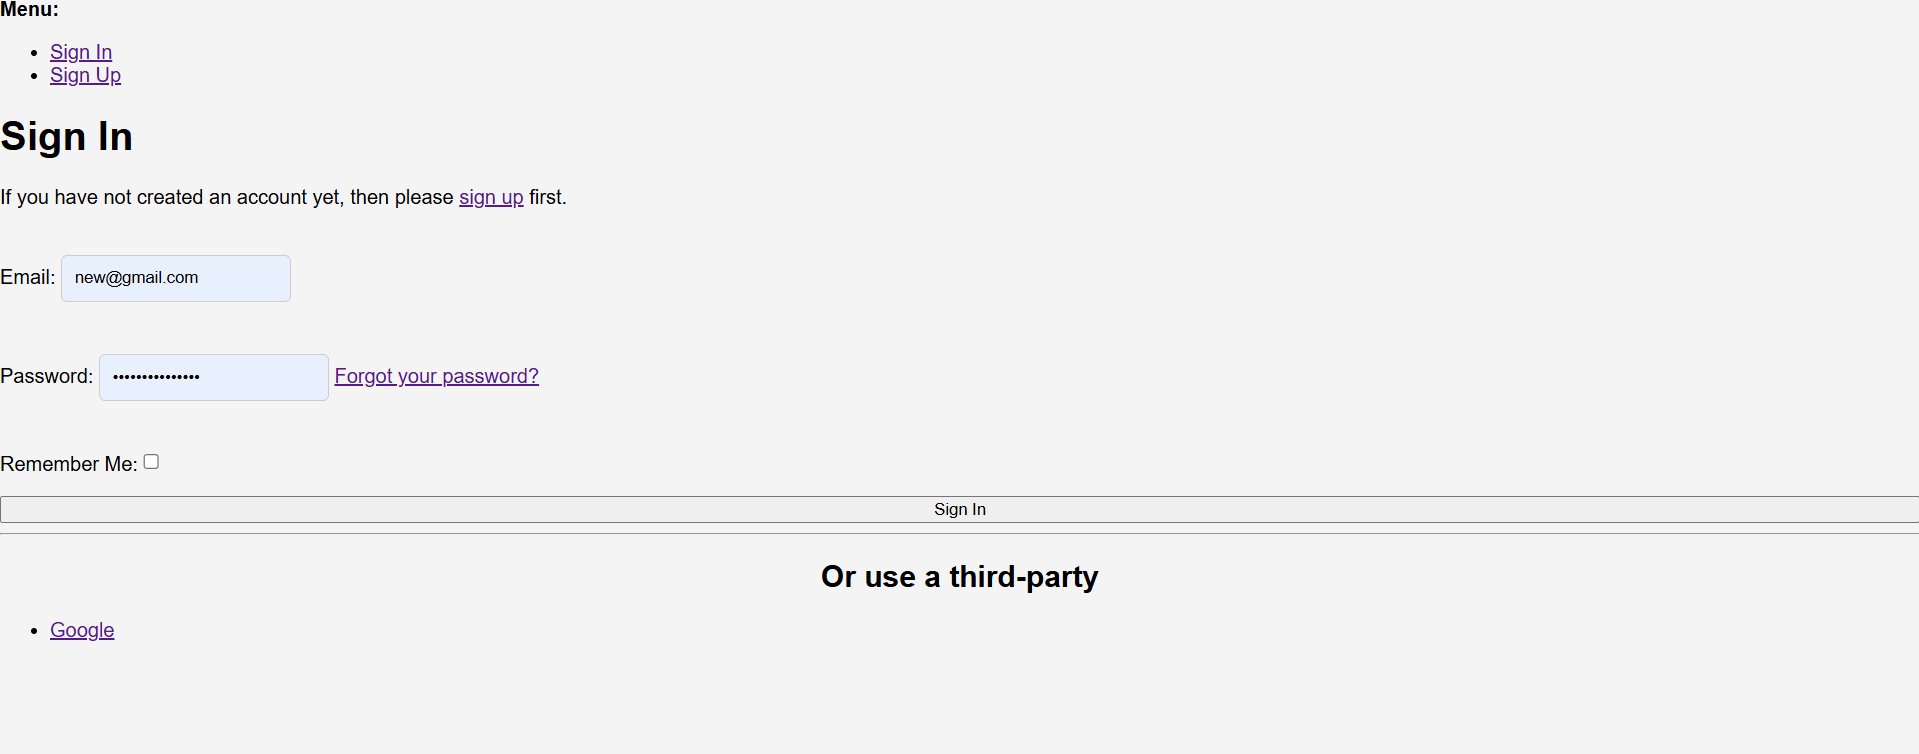 Menu:
Sign In
Sign Up
Sign In
If you have not created an account yet, then please sign up first.
Email: new@gmail.com
Password: ••••••••••••••• Forgot your password?
Remember Me:
Sign In
Or use a third-party
Google